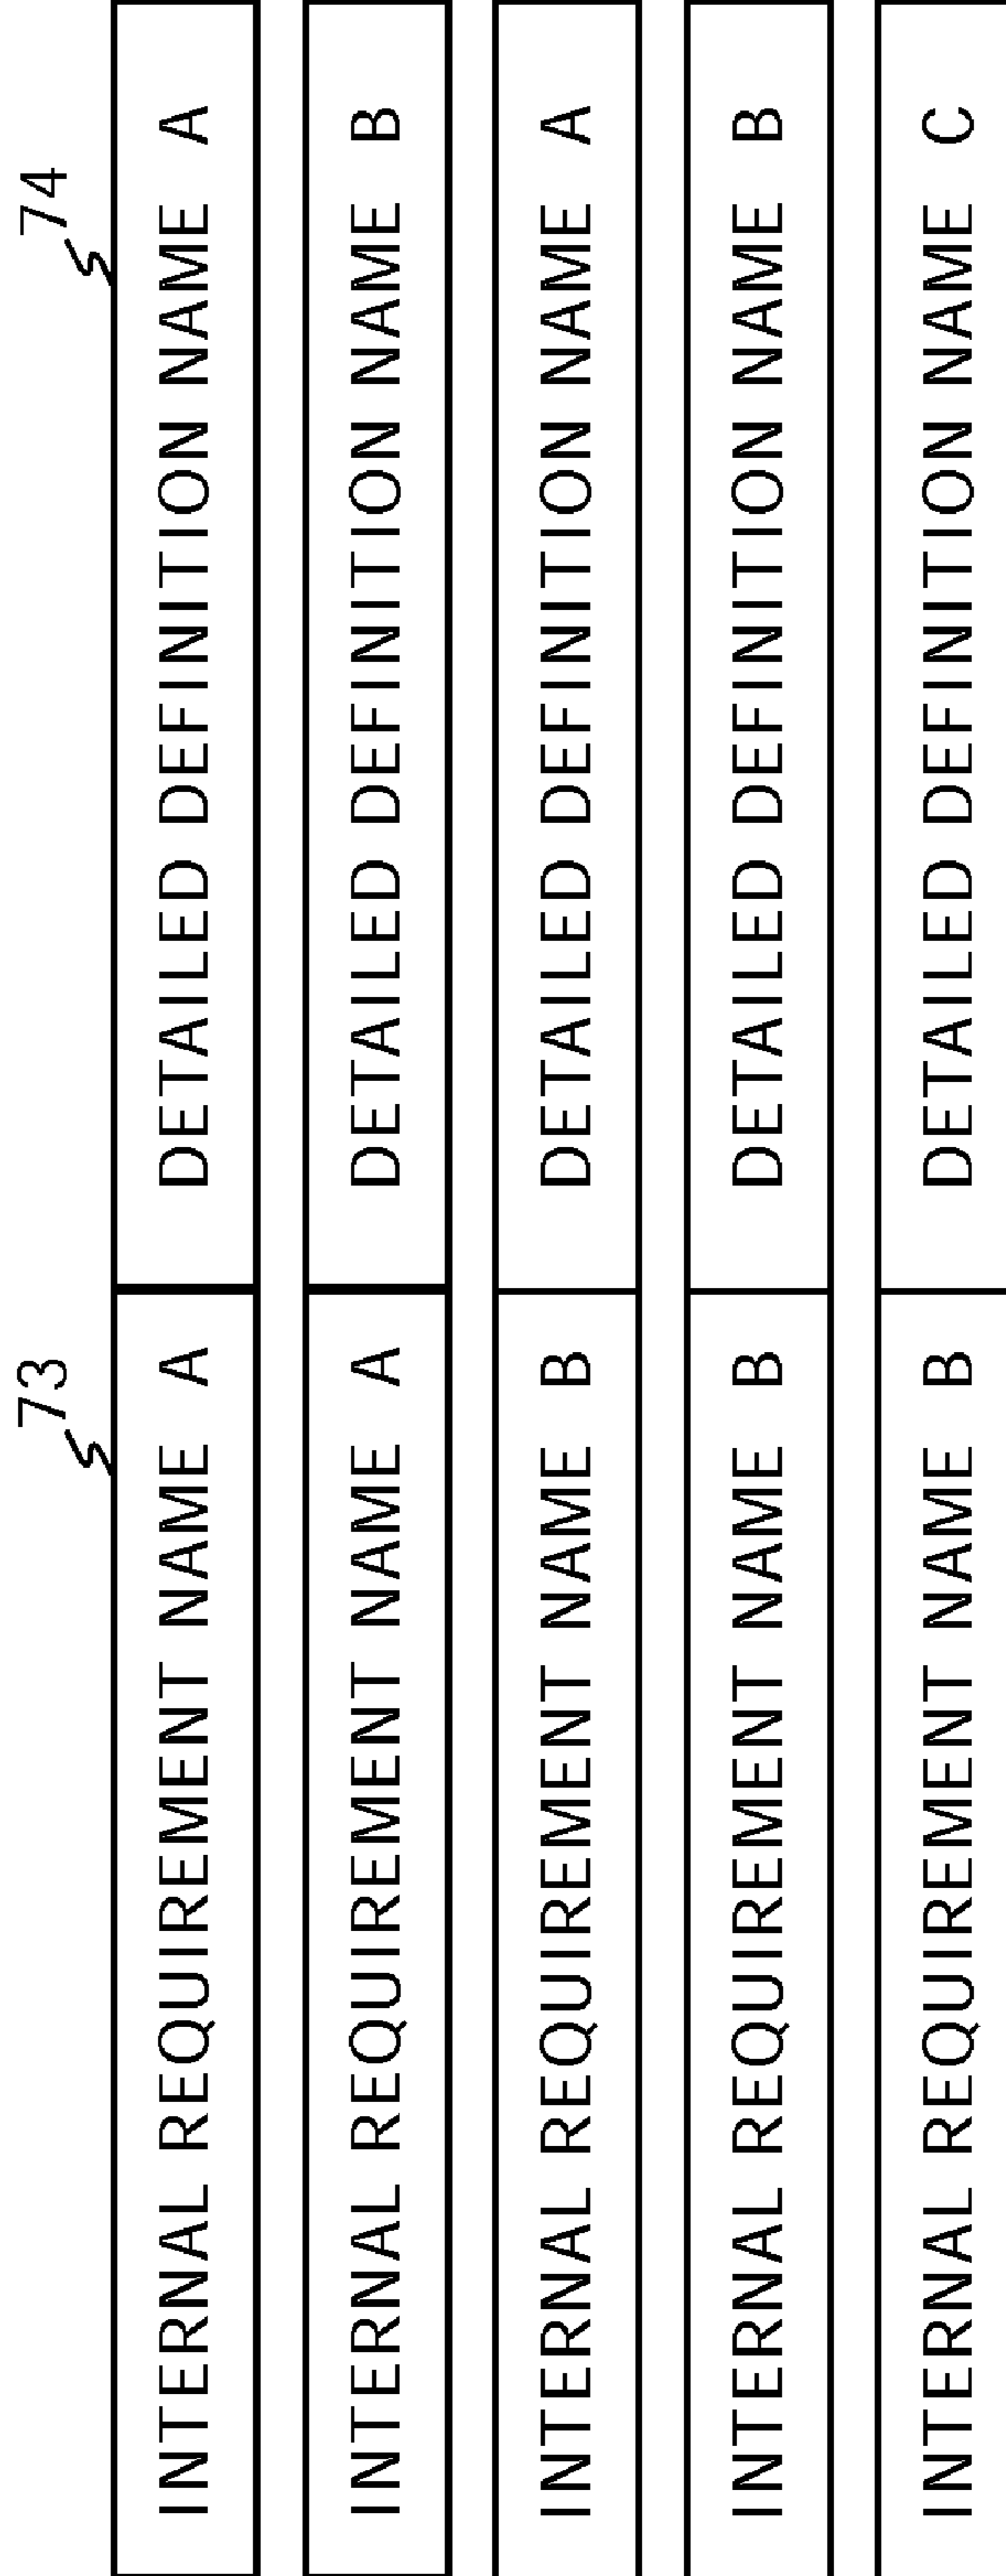 73 74
INTERNAL REQUIREMENT NAME A DETAILED DEFINITION NAME A
INTERNAL REQUIREMENT NAME A DETAILED DEFINITION NAME B
INTERNAL REQUIREMENT NAME B DETAILED DEFINITION NAME A
INTERNAL REQUIREMENT NAME B DETAILED DEFINITION NAME B
INTERNAL REQUIREMENT NAME B DETAILED DEFINITION NAME C